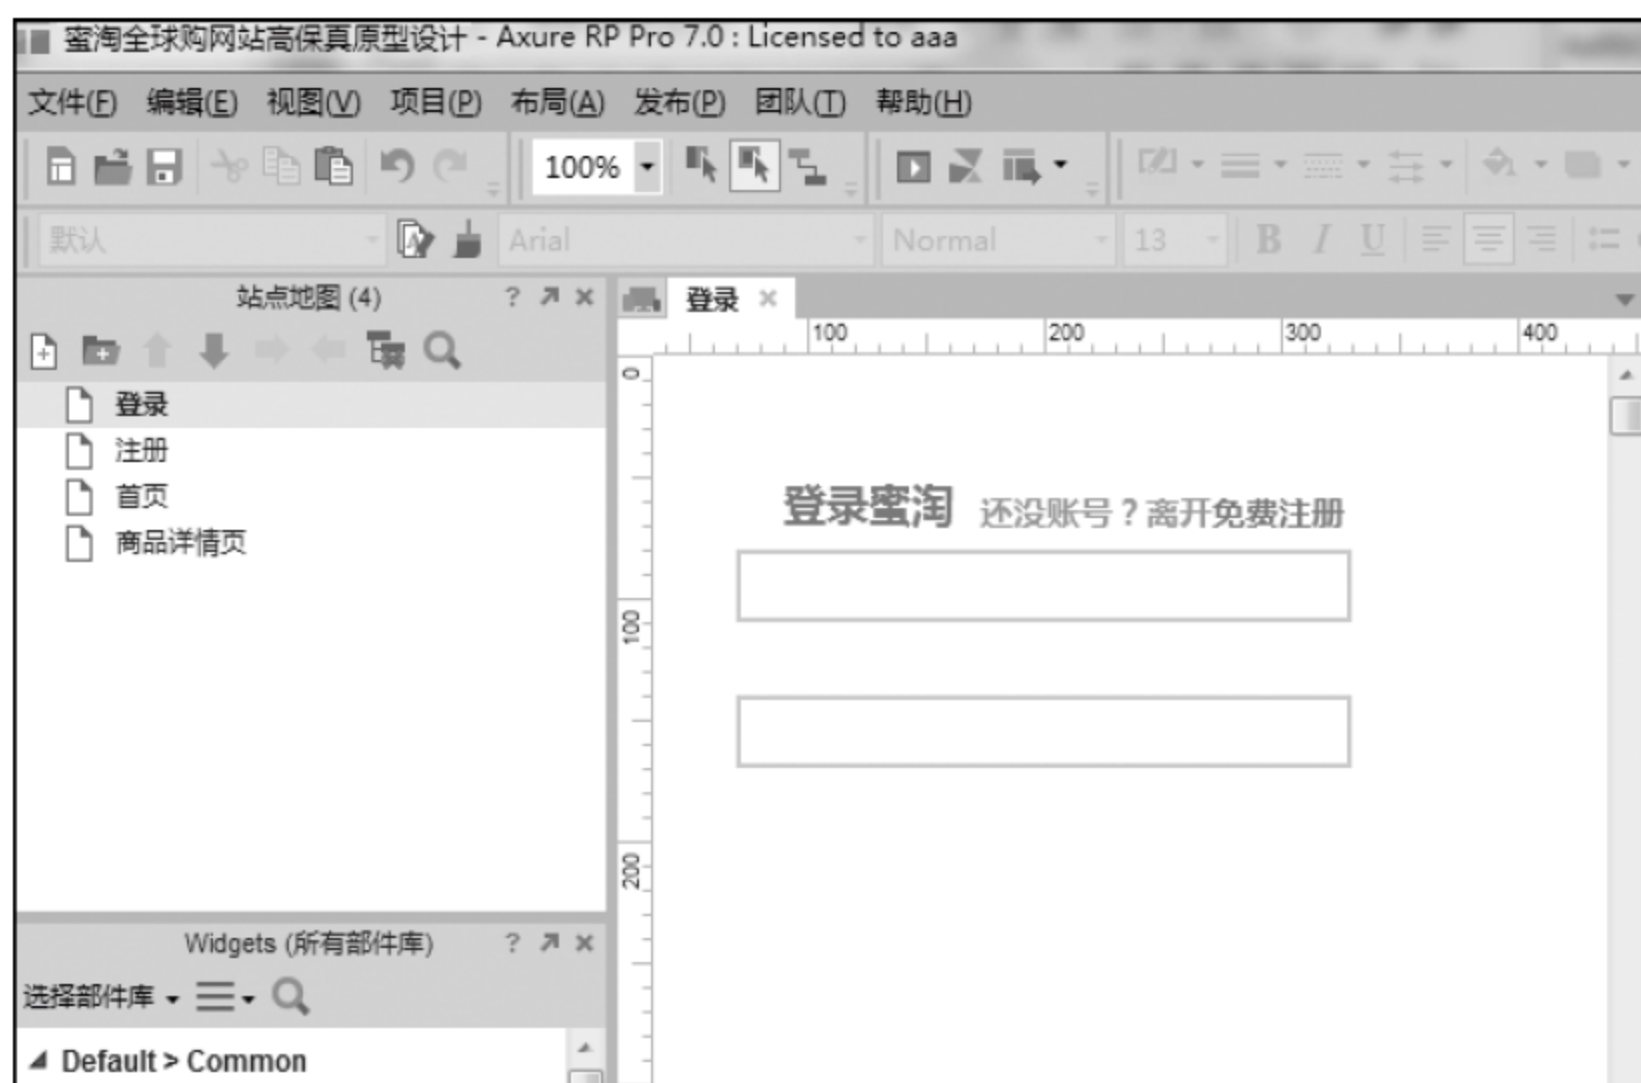 蜜淘全球购网站高保真原型设计 - Axure RP Pro 7.0 : Licensed to aaa
文件(F) 编辑(E) 视图(V) 项目(P) 布局(A) 发布(P) 团队(T) 帮助(H)
100%
默认 Arial Normal 13 B I U
站点地图 (4) ?
登录
100 200 300 400
登录
注册
首页
商品详情页
0
登录蜜淘 还没账号？离开免费注册
100
200
Widgets (所有部件库) ?
选择部件库
Default > Common